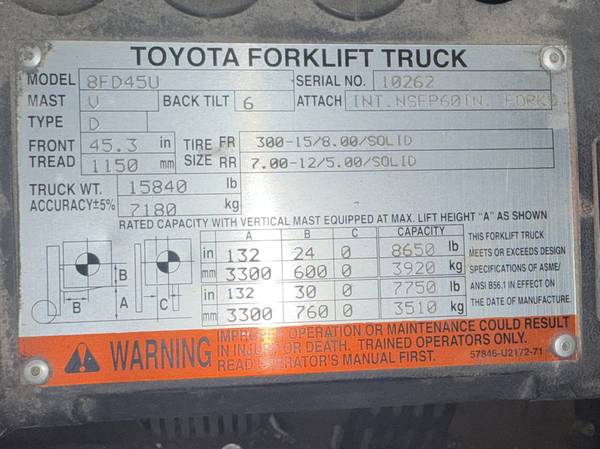 TOYOTA FORKLIFT TRUCK
MODEL 8FD45U SERIAL NO. 10262
MAST V BACK TILT 6 ATTACH INT.NSFP60IN. FORKS
TYPE D
FRONT 45.3 in TIRE FR 300-15/8.00/SOLID
TREAD 1150 mm SIZE RR 7.00-12/5.00/SOLID
TRUCK WT. 15840 lb
ACCURACY±5% 7180 kg
RATED CAPACITY WITH VERTICAL MAST EQUIPPED AT MAX. LIFT HEIGHT "A" AS SHOWN
A B C CAPACITY
in 132 24 0 8650 lb
mm 3300 600 0 3920 kg
in 132 30 0 7750 lb
mm 3300 760 0 3510 kg
THIS FORKLIFT TRUCK
MEETS OR EXCEEDS DESIGN
SPECIFICATIONS OF ASME/
ANSI B56.1 IN EFFECT ON
THE DATE OF MANUFACTURE.
B
B A C
WARNING
IMPROPER OPERATION OR MAINTENANCE COULD RESULT
IN INJURY OR DEATH. TRAINED OPERATORS ONLY.
READ OPERATOR'S MANUAL FIRST. 57846-U2172-71